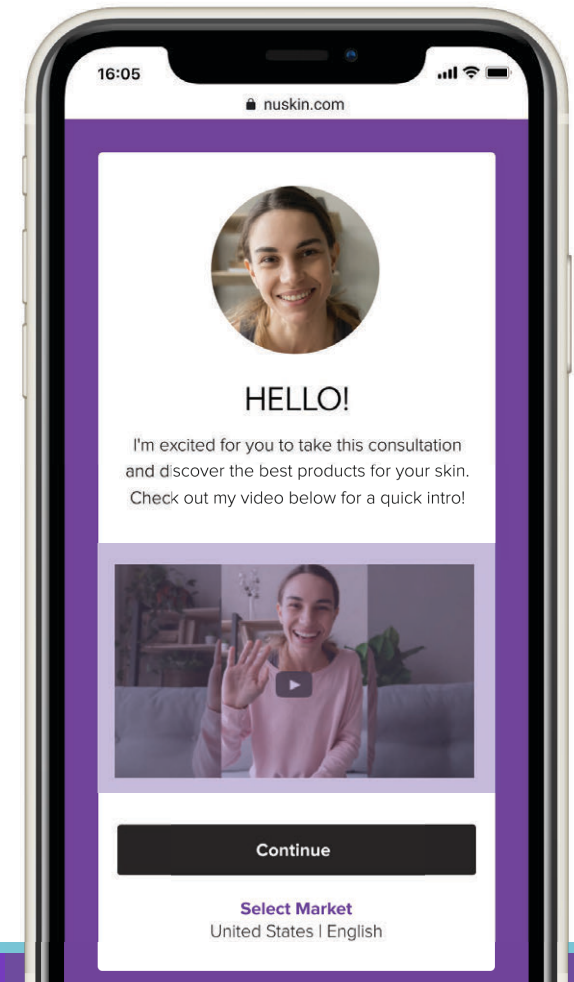 16:05
nuskin.com
HELLO!
I'm excited for you to take this consultation
and discover the best products for your skin.
Check out my video below for a quick intro!
Continue
Select Market
United States | English